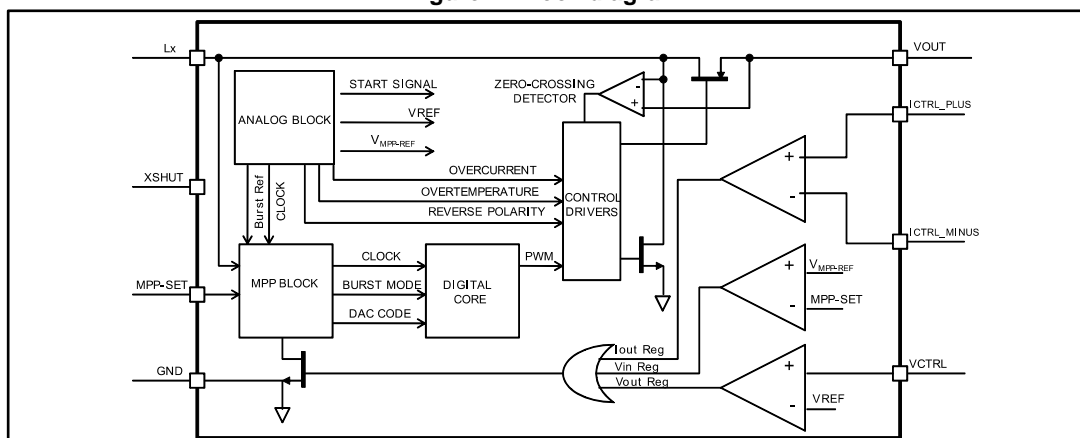 Lx
VOUT
START SIGNAL
ZERO-CROSSING
DETECTOR
-
+
ANALOG BLOCK
VREF
VMPP-REF
ICTRL_PLUS
+
-
XSHUT
Burst Ref
CLOCK
OVERCURRENT
OVERTEMPERATURE
REVERSE POLARITY
CONTROL
DRIVERS
ICTRL_MINUS
MPP-SET
MPP BLOCK
CLOCK
BURST MODE
DAC CODE
DIGITAL
CORE
PWM
+
VMPP-REF
-
MPP-SET
GND
Iout Reg
Vin Reg
Vout Reg
+
-
VREF
VCTRL